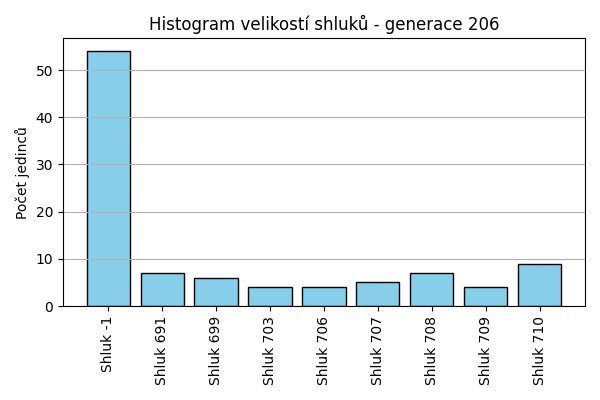 Histogram velikostí shluků - generace 206
Počet jedinců
50
40
30
20
10
0
Shluk -1
Shluk 691
Shluk 699
Shluk 703
Shluk 706
Shluk 707
Shluk 708
Shluk 709
Shluk 710